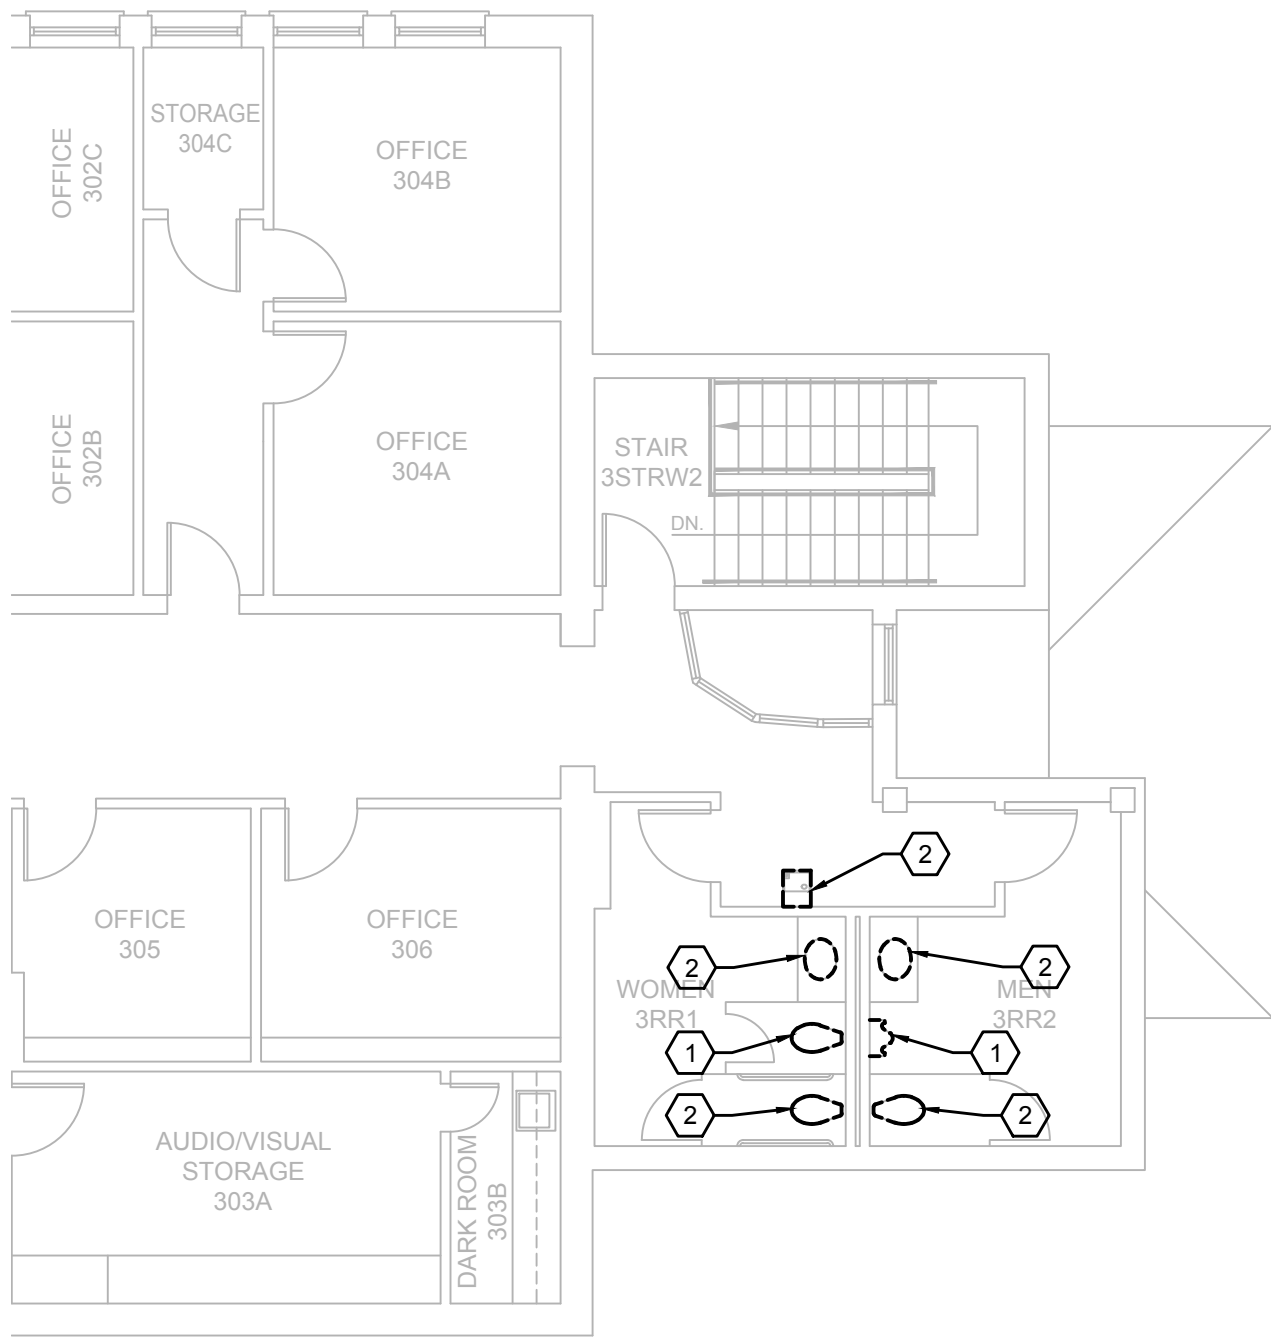 STORAGE
304C
OFFICE
302C
OFFICE
304B
OFFICE
302B
OFFICE
304A
STAIR
3STRW2
DN.
2
OFFICE
305
OFFICE
306
2
2
WOMEN
3RR1
MEN
3RR2
1
1
2
2
AUDIO/VISUAL
STORAGE
303A
DARK ROOM
303B